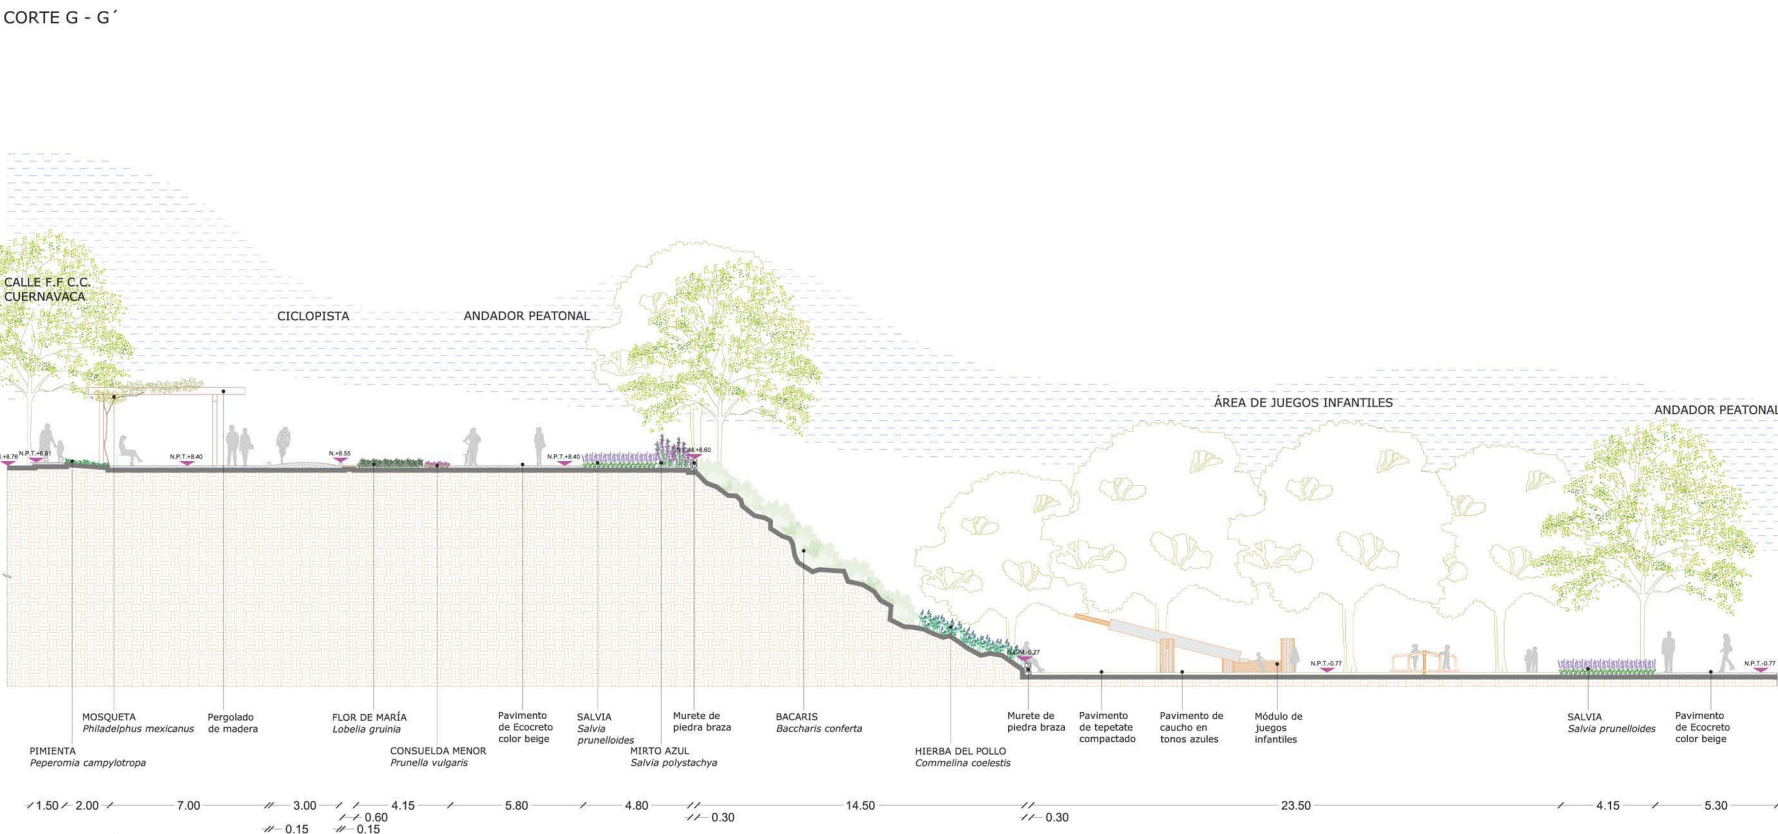 CORTE G - G´
CALLE F.F C.C.
CUERNAVACA
CICLOPISTA
ANDADOR PEATONAL
ÁREA DE JUEGOS INFANTILES
ANDADOR PEATONAL
N.P.T.+8.91
N.P.T.+8.40
N.+8.55
N.P.T.+8.40
N.P.T.-0.77
N.P.T.-0.77
MOSQUETA
Philadelphus mexicanus
Pergolado
de madera
FLOR DE MARÍA
Lobelia gruinia
Pavimento
de Ecocreto
color beige
SALVIA
Salvia
prunelloides
Murete de
piedra braza
BACARIS
Baccharis conferta
Murete de
piedra braza
Pavimento
de tepetate
compactado
Pavimento de
caucho en
tonos azules
Módulo de
juegos
infantiles
SALVIA
Salvia prunelloides
Pavimento
de Ecocreto
color beige
PIMIENTA
Peperomia campylotropa
CONSUELDA MENOR
Prunella vulgaris
MIRTO AZUL
Salvia polystachya
HIERBA DEL POLLO
Commelina coelestis
1.50 2.00 7.00 3.00 4.15 5.80 4.80 14.50 23.50 4.15 5.30
0.60 0.30 0.30
0.15 0.15